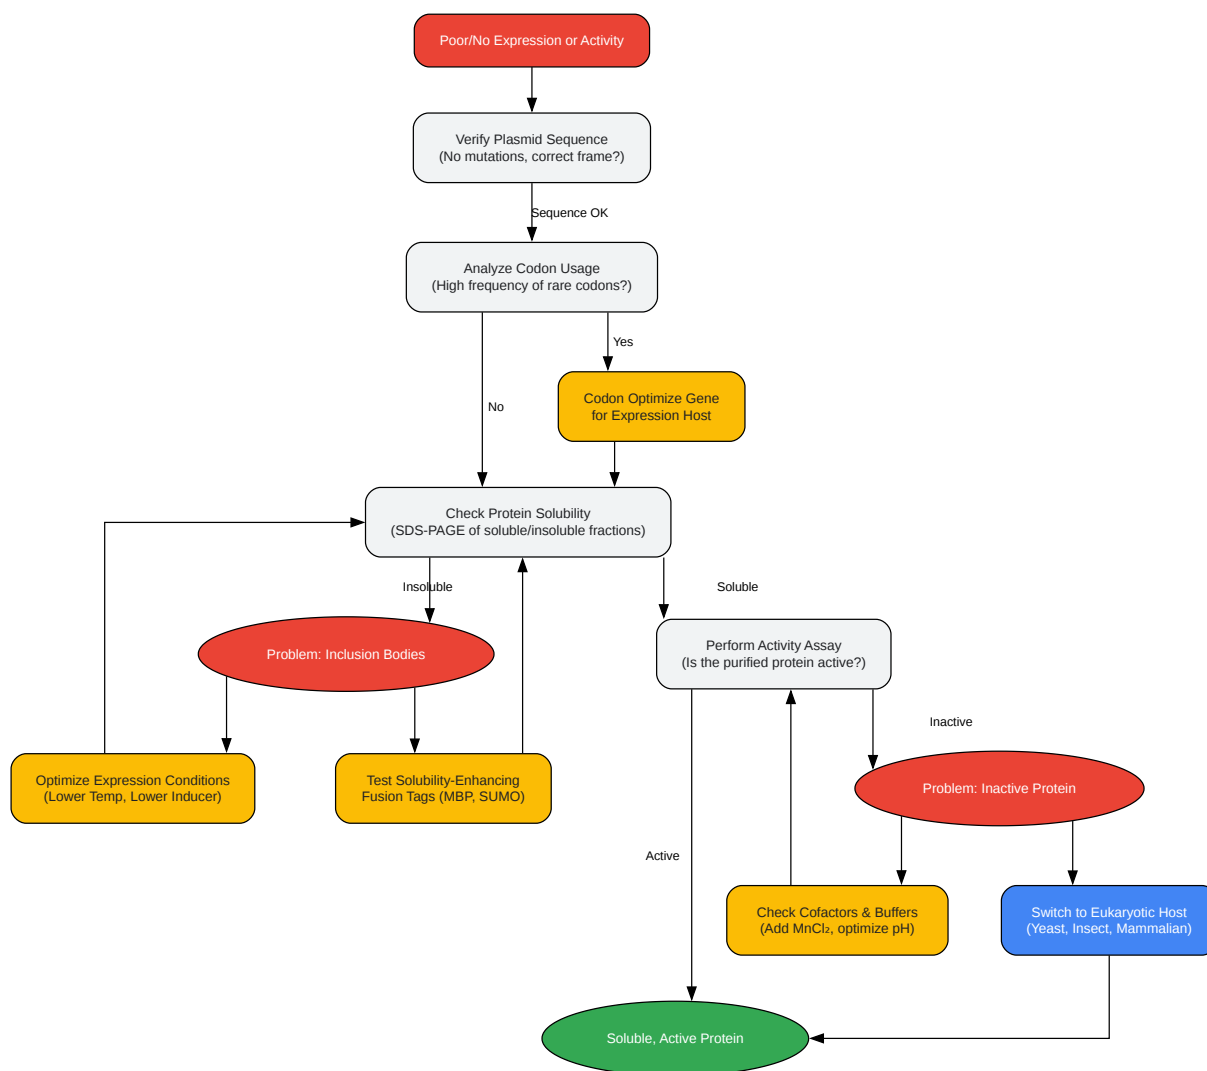 Poor/No Expression or Activity
Verify Plasmid Sequence
(No mutations, correct frame?)
Sequence OK
Analyze Codon Usage
(High frequency of rare codons?)
Yes
Codon Optimize Gene
for Expression Host
No
Check Protein Solubility
(SDS-PAGE of soluble/insoluble fractions)
Insoluble
Soluble
Problem: Inclusion Bodies
Perform Activity Assay
(Is the purified protein active?)
Inactive
Optimize Expression Conditions
(Lower Temp, Lower Inducer)
Test Solubility-Enhancing
Fusion Tags (MBP, SUMO)
Problem: Inactive Protein
Active
Check Cofactors & Buffers
(Add MnCl₂, optimize pH)
Switch to Eukaryotic Host
(Yeast, Insect, Mammalian)
Soluble, Active Protein